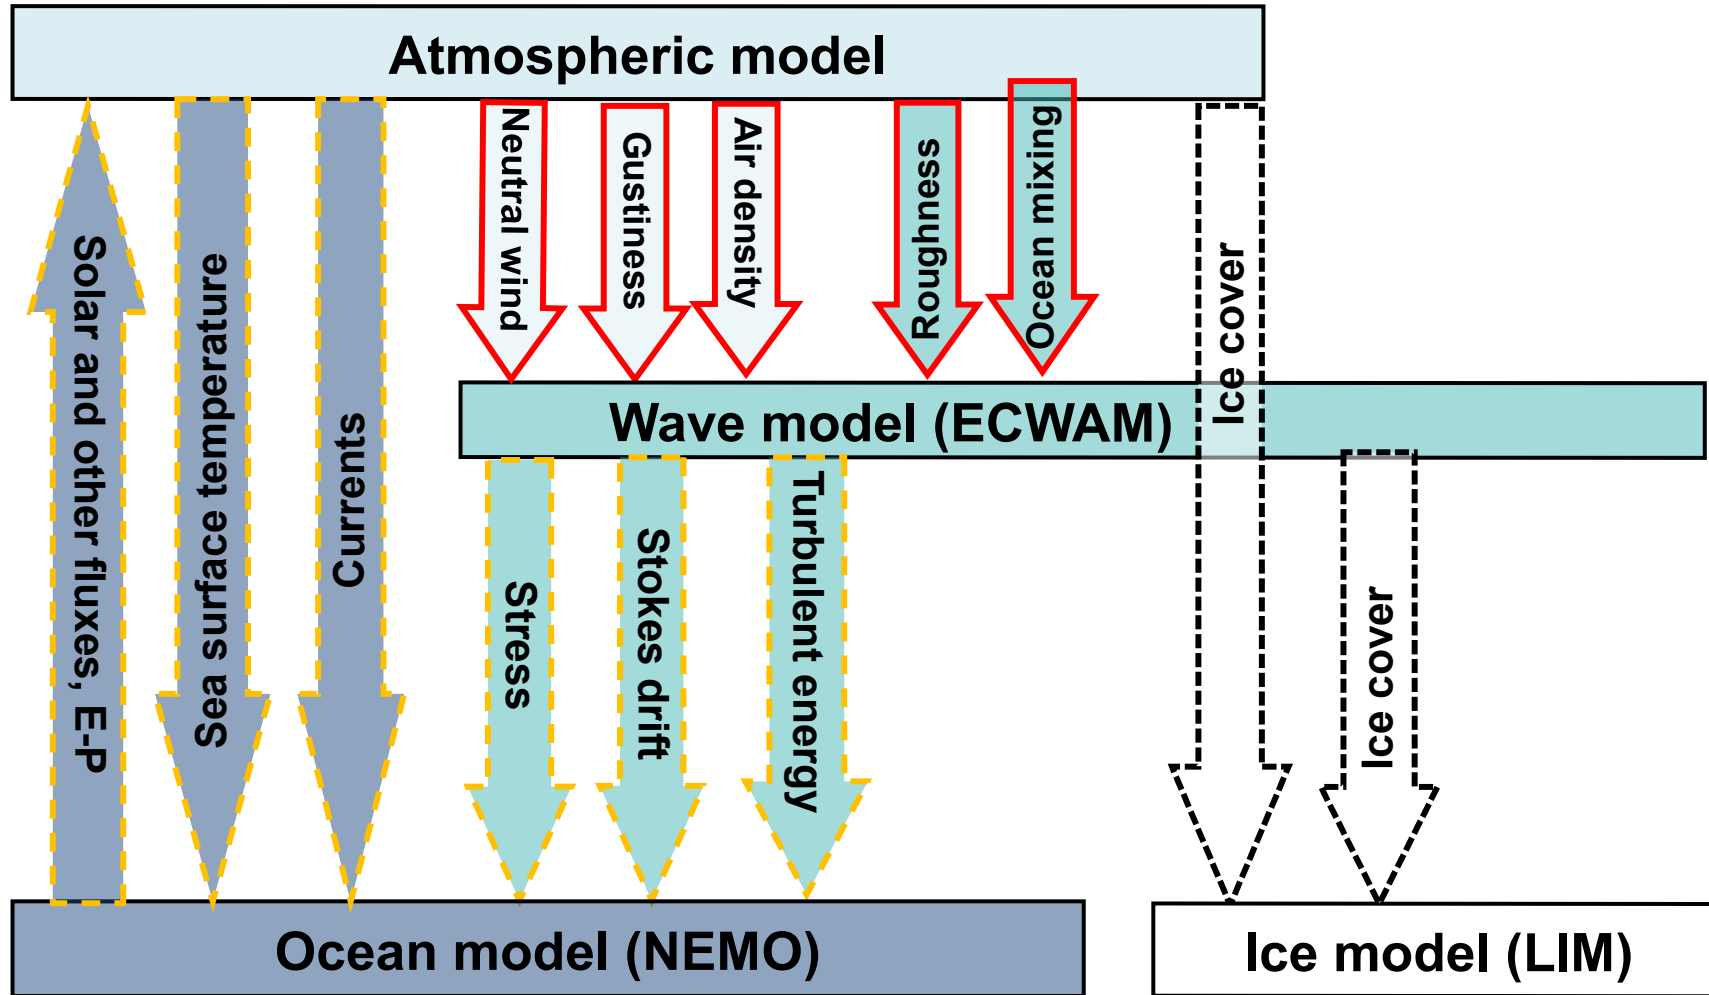 Atmospheric model
Solar and other fluxes, E-P
Sea surface temperature
Currents
Neutral wind
Gustiness
Air density
Roughness
Ocean mixing
Ice cover
Wave model (ECWAM)
Stress
Stokes drift
Turbulent energy
Ice cover
Ocean model (NEMO)
Ice model (LIM)